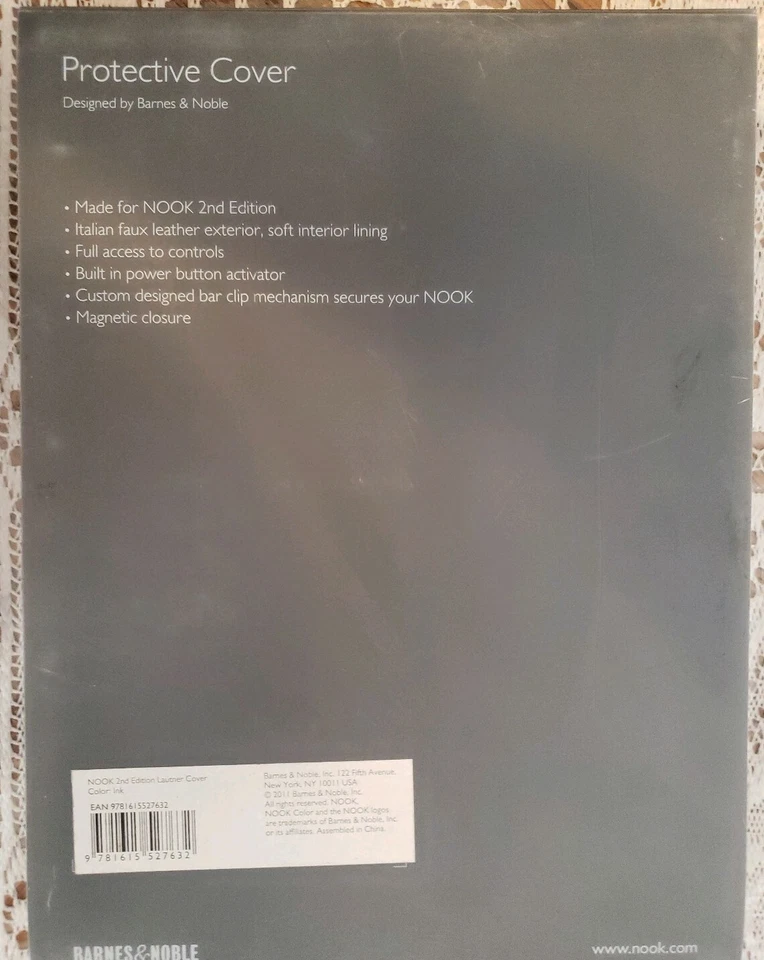 Protective Cover
Designed by Barnes & Noble
• Made for NOOK 2nd Edition
• Italian faux leather exterior, soft interior lining
• Full access to controls
• Built in power button activator
• Custom designed bar clip mechanism secures your NOOK
• Magnetic closure
NOOK 2nd Edition Lautner Cover
Color: Ink
EAN 9781615527632
9 781615 527632
Barnes & Noble, Inc. 122 Fifth Avenue,
New York, NY 10011 USA
© 2011 Barnes & Noble, Inc.
All rights reserved. NOOK,
NOOK Color and the NOOK logos
are trademarks of Barnes & Noble, Inc.
or its affiliates. Assembled in China.
BARNES&NOBLE
www.nook.com